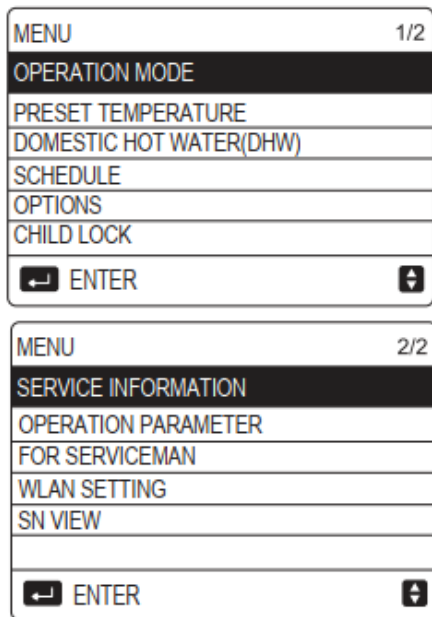 MENU 1/2
OPERATION MODE
PRESET TEMPERATURE
DOMESTIC HOT WATER(DHW)
SCHEDULE
OPTIONS
CHILD LOCK
ENTER
MENU 2/2
SERVICE INFORMATION
OPERATION PARAMETER
FOR SERVICEMAN
WLAN SETTING
SN VIEW
ENTER